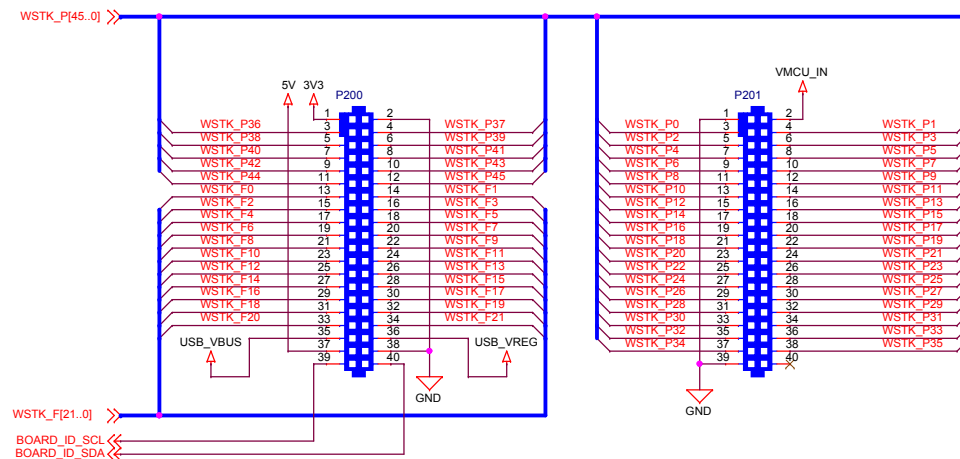 WSTK_P[45..0]
5V 3V3 P200 P201 VMCU_IN
1 2 1 2
WSTK_P36 3 4 WSTK_P37 WSTK_P0 3 4 WSTK_P1
WSTK_P38 5 6 WSTK_P39 WSTK_P2 5 6 WSTK_P3
WSTK_P40 7 8 WSTK_P41 WSTK_P4 7 8 WSTK_P5
WSTK_P42 9 10 WSTK_P43 WSTK_P6 9 10 WSTK_P7
WSTK_P44 11 12 WSTK_P45 WSTK_P8 11 12 WSTK_P9
WSTK_F0 13 14 WSTK_F1 WSTK_P10 13 14 WSTK_P11
WSTK_F2 15 16 WSTK_F3 WSTK_P12 15 16 WSTK_P13
WSTK_F4 17 18 WSTK_F5 WSTK_P14 17 18 WSTK_P15
WSTK_F6 19 20 WSTK_F7 WSTK_P16 19 20 WSTK_P17
WSTK_F8 21 22 WSTK_F9 WSTK_P18 21 22 WSTK_P19
WSTK_F10 23 24 WSTK_F11 WSTK_P20 23 24 WSTK_P21
WSTK_F12 25 26 WSTK_F13 WSTK_P22 25 26 WSTK_P23
WSTK_F14 27 28 WSTK_F15 WSTK_P24 27 28 WSTK_P25
WSTK_F16 29 30 WSTK_F17 WSTK_P26 29 30 WSTK_P27
WSTK_F18 31 32 WSTK_F19 WSTK_P28 31 32 WSTK_P29
WSTK_F20 33 34 WSTK_F21 WSTK_P30 33 34 WSTK_P31
USB_VBUS 35 36 USB_VREG WSTK_P32 35 36 WSTK_P33
37 38 WSTK_P34 37 38 WSTK_P35
39 40 39 40
GND GND
WSTK_F[21..0]
BOARD_ID_SCL
BOARD_ID_SDA